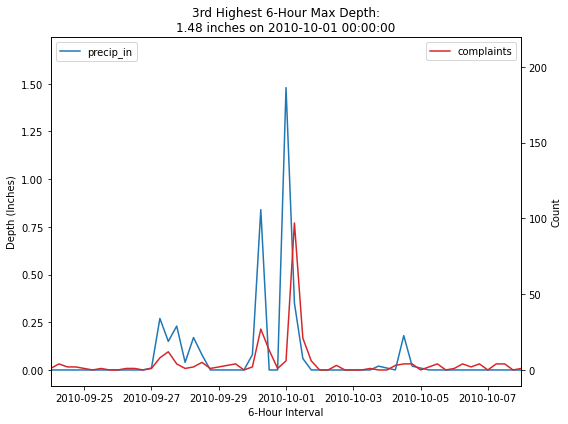 3rd Highest 6-Hour Max Depth:
1.48 inches on 2010-10-01 00:00:00
precip_in
complaints
1.50
1.25
1.00
0.75
0.50
0.25
0.00
Depth (Inches)
200
150
100
50
0
Count
2010-09-25 2010-09-27 2010-09-29 2010-10-01 2010-10-03 2010-10-05 2010-10-07
6-Hour Interval